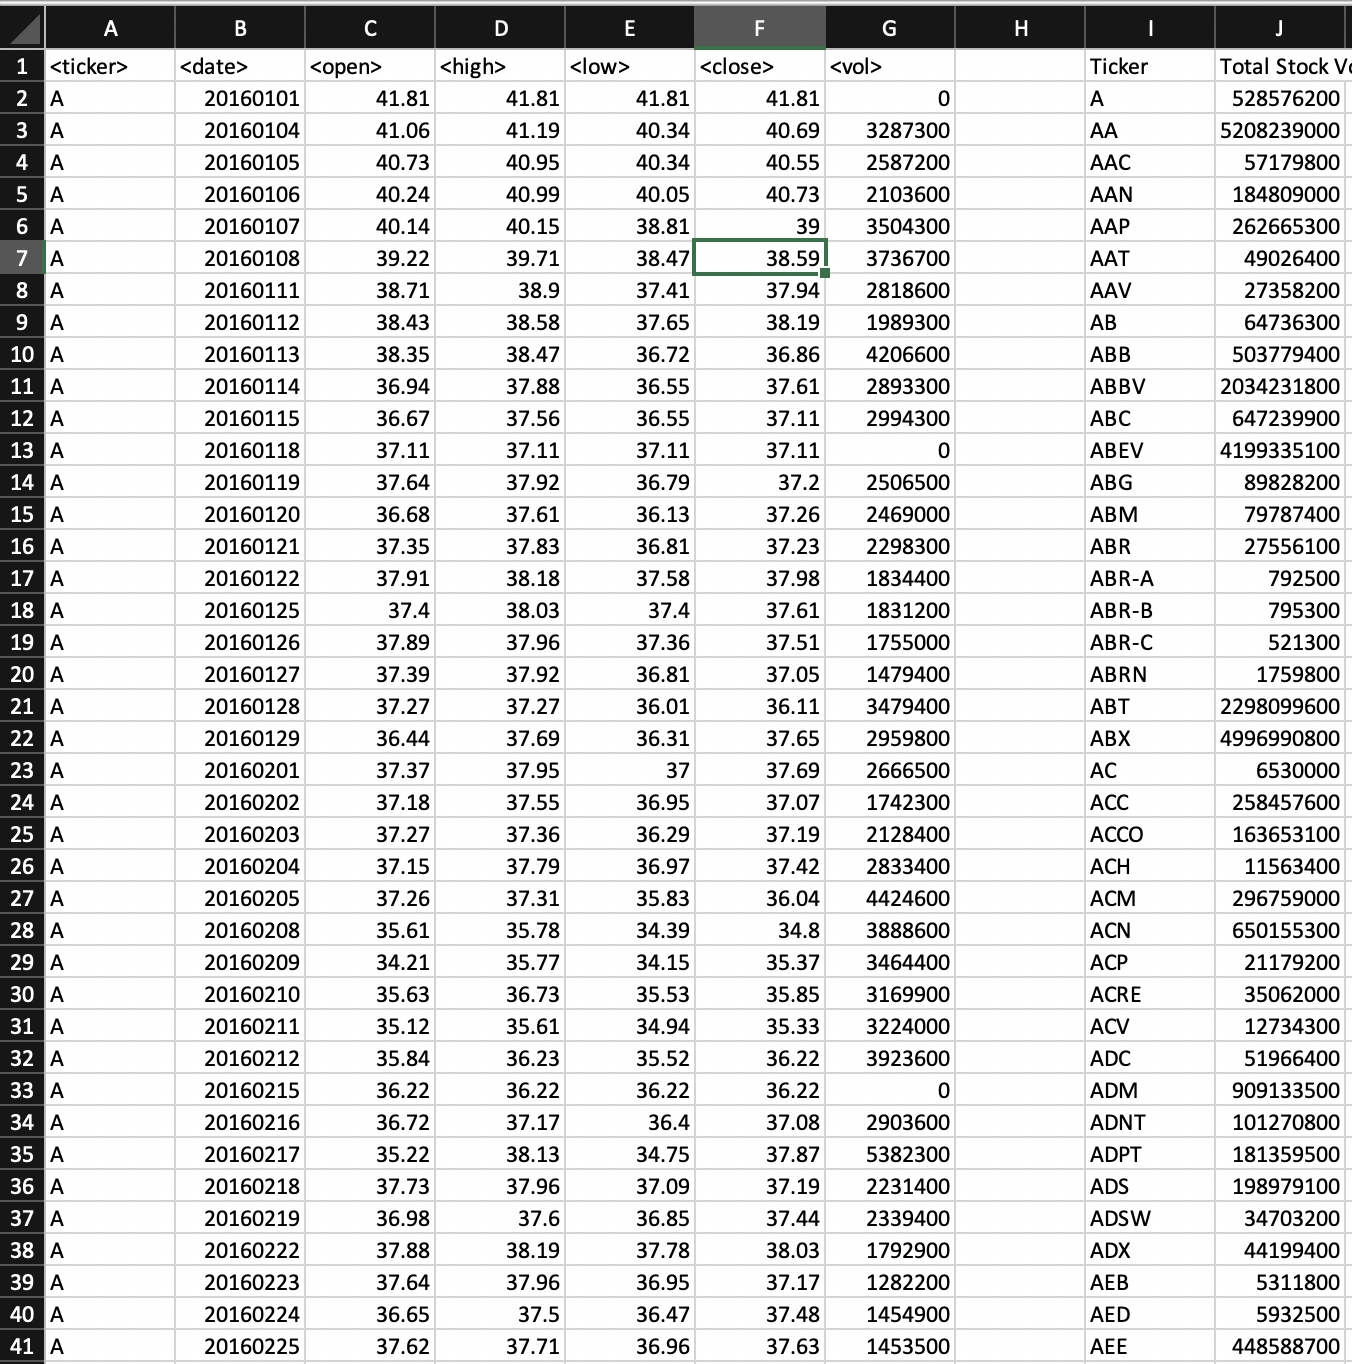 A B C D E F G H I J
1 <ticker> <date> <open> <high> <low> <close> <vol> Ticker Total Stock Vo
2 A 20160101 41.81 41.81 41.81 41.81 0 A 528576200
3 A 20160104 41.06 41.19 40.34 40.69 3287300 AA 5208239000
4 A 20160105 40.73 40.95 40.34 40.55 2587200 AAC 57179800
5 A 20160106 40.24 40.99 40.05 40.73 2103600 AAN 184809000
6 A 20160107 40.14 40.15 38.81 39 3504300 AAP 262665300
7 A 20160108 39.22 39.71 38.47 38.59 3736700 AAT 49026400
8 A 20160111 38.71 38.9 37.41 37.94 2818600 AAV 27358200
9 A 20160112 38.43 38.58 37.65 38.19 1989300 AB 64736300
10 A 20160113 38.35 38.47 36.72 36.86 4206600 ABB 503779400
11 A 20160114 36.94 37.88 36.55 37.61 2893300 ABBV 2034231800
12 A 20160115 36.67 37.56 36.55 37.11 2994300 ABC 647239900
13 A 20160118 37.11 37.11 37.11 37.11 0 ABEV 4199335100
14 A 20160119 37.64 37.92 36.79 37.2 2506500 ABG 89828200
15 A 20160120 36.68 37.61 36.13 37.26 2469000 ABM 79787400
16 A 20160121 37.35 37.83 36.81 37.23 2298300 ABR 27556100
17 A 20160122 37.91 38.18 37.58 37.98 1834400 ABR-A 792500
18 A 20160125 37.4 38.03 37.4 37.61 1831200 ABR-B 795300
19 A 20160126 37.89 37.96 37.36 37.51 1755000 ABR-C 521300
20 A 20160127 37.39 37.92 36.81 37.05 1479400 ABRN 1759800
21 A 20160128 37.27 37.27 36.01 36.11 3479400 ABT 2298099600
22 A 20160129 36.44 37.69 36.31 37.65 2959800 ABX 4996990800
23 A 20160201 37.37 37.95 37 37.69 2666500 AC 6530000
24 A 20160202 37.18 37.55 36.95 37.07 1742300 ACC 258457600
25 A 20160203 37.27 37.36 36.29 37.19 2128400 ACCO 163653100
26 A 20160204 37.15 37.79 36.97 37.42 2833400 ACH 11563400
27 A 20160205 37.26 37.31 35.83 36.04 4424600 ACM 296759000
28 A 20160208 35.61 35.78 34.39 34.8 3888600 ACN 650155300
29 A 20160209 34.21 35.77 34.15 35.37 3464400 ACP 21179200
30 A 20160210 35.63 36.73 35.53 35.85 3169900 ACRE 35062000
31 A 20160211 35.12 35.61 34.94 35.33 3224000 ACV 12734300
32 A 20160212 35.84 36.23 35.52 36.22 3923600 ADC 51966400
33 A 20160215 36.22 36.22 36.22 36.22 0 ADM 909133500
34 A 20160216 36.72 37.17 36.4 37.08 2903600 ADNT 101270800
35 A 20160217 35.22 38.13 34.75 37.87 5382300 ADPT 181359500
36 A 20160218 37.73 37.96 37.09 37.19 2231400 ADS 198979100
37 A 20160219 36.98 37.6 36.85 37.44 2339400 ADSW 34703200
38 A 20160222 37.88 38.19 37.78 38.03 1792900 ADX 44199400
39 A 20160223 37.64 37.96 36.95 37.17 1282200 AEB 5311800
40 A 20160224 36.65 37.5 36.47 37.48 1454900 AED 5932500
41 A 20160225 37.62 37.71 36.96 37.63 1453500 AEE 448588700